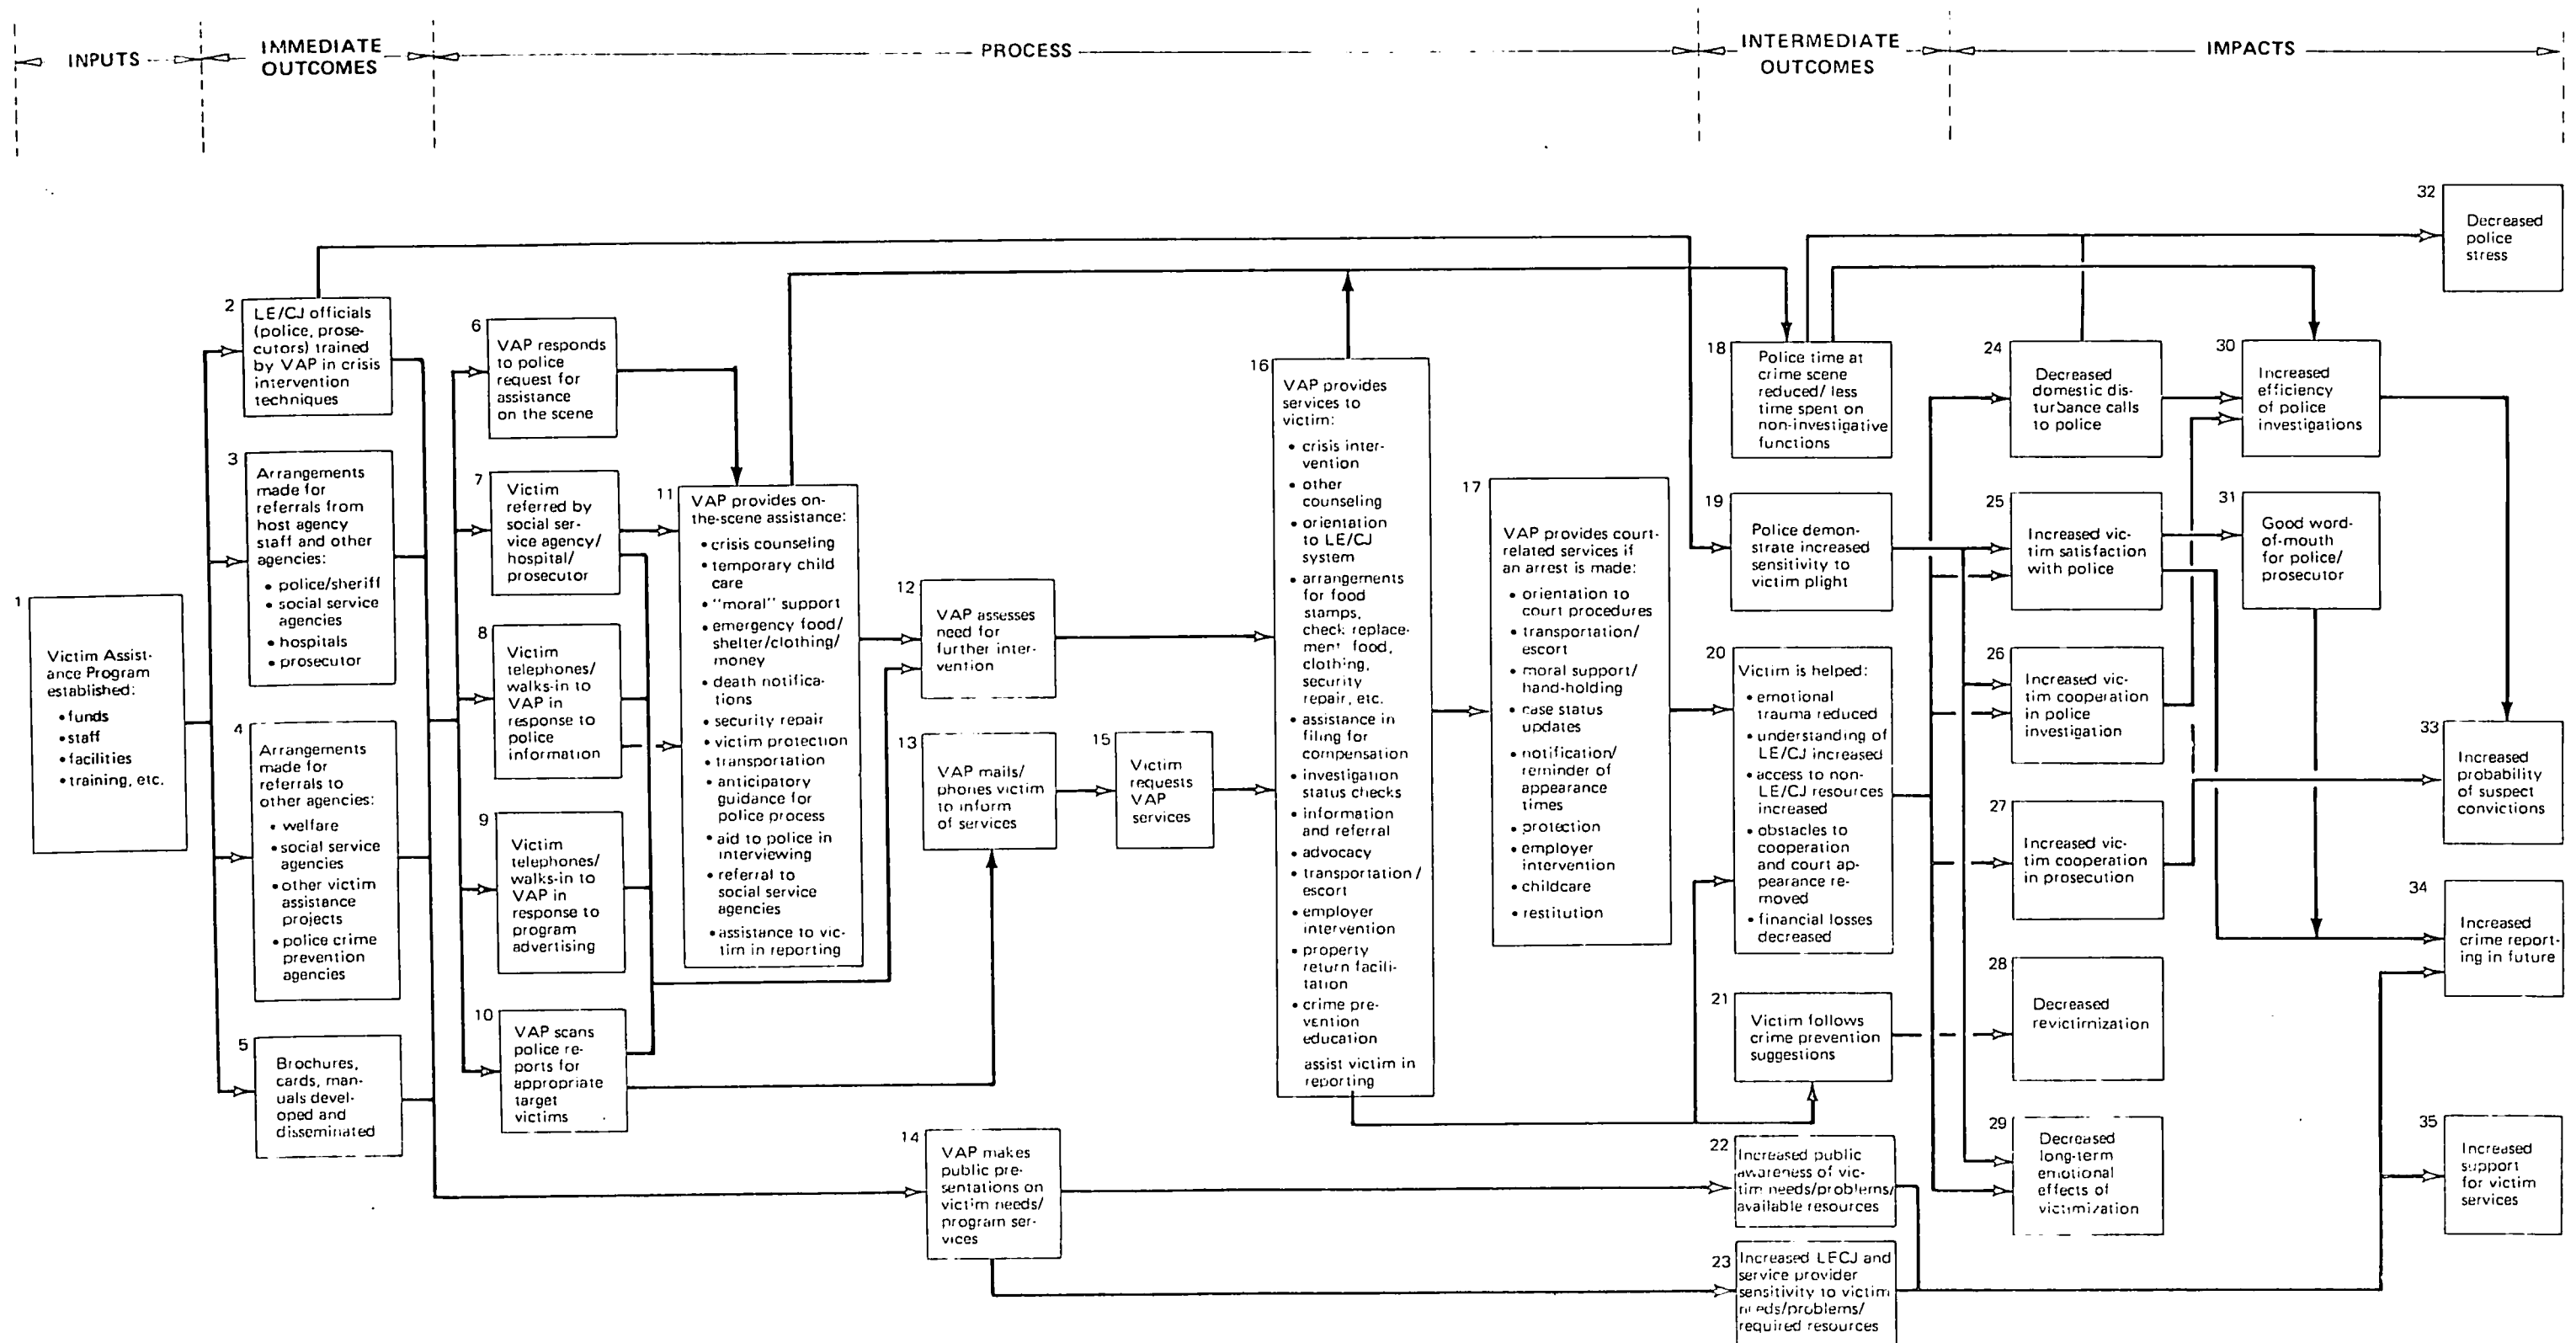 INPUTS
IMMEDIATE
OUTCOMES
PROCESS
INTERMEDIATE
OUTCOMES
IMPACTS
1
Victim Assist-
ance Program
established:
• funds
• staff
• facilities
• training, etc.
2
LE/CJ officials
(police, prose-
cutors) trained
by VAP in crisis
intervention
techniques
3
Arrangements
made for
referrals from
host agency
staff and other
agencies:
• police/sheriff
• social service
agencies
• hospitals
• prosecutor
4
Arrangements
made for
referrals to
other agencies:
• welfare
• social service
agencies
• other victim
assistance
projects
• police crime
prevention
agencies
5
Brochures,
cards, man-
uals devel-
oped and
disseminated
6
VAP responds
to police
request for
assistance
on the scene
7
Victim
referred by
social ser-
vice agency/
hospital/
prosecutor
8
Victim
telephones/
walks-in to
VAP in
response to
police
information
9
Victim
telephones/
walks-in to
VAP in
response to
program
advertising
10
VAP scans
police re-
ports for
appropriate
target
victims
11
VAP provides on-
the-scene assistance:
• crisis counseling
• temporary child
care
• "moral" support
• emergency food/
shelter/clothing/
money
• death notifica-
tions
• security repair
• victim protection
• transportation
• anticipatory
guidance for
police process
• aid to police in
interviewing
• referral to
social service
agencies
• assistance to vic-
tim in reporting
12
VAP assesses
need for
further inter-
vention
13
VAP mails/
phones victim
to inform
of services
14
VAP makes
public pre-
sentations on
victim needs/
program ser-
vices
15
Victim
requests
VAP
services
16
VAP provides
services to
victim:
• crisis inter-
vention
• other
counseling
• orientation
to LE/CJ
system
• arrangements
for food
stamps,
check replace-
ment food,
clothing,
security
repair, etc.
• assistance in
filing for
compensation
• investigation
status checks
• information
and referral
• advocacy
• transportation/
escort
• employer
intervention
• property
return facili-
tation
• crime pre-
vention
education
assist victim in
reporting
17
VAP provides court-
related services if
an arrest is made:
• orientation to
court procedures
• transportation/
escort
• moral support/
hand-holding
• case status
updates
• notification/
reminder of
appearance
times
• protection
• employer
intervention
• childcare
• restitution
18
Police time at
crime scene
reduced/ less
time spent on
non-investigative
functions
19
Police demon-
strate increased
sensitivity to
victim plight
20
Victim is helped:
• emotional
trauma reduced
• understanding of
LE/CJ increased
• access to non-
LE/CJ resources
increased
• obstacles to
cooperation
and court ap-
pearance re-
moved
• financial losses
decreased
21
Victim follows
crime prevention
suggestions
22
Increased public
awareness of vic-
tim needs/problems/
available resources
23
Increased LECJ and
service provider
sensitivity to victim
needs/problems/
required resources
24
Decreased
domestic dis-
turbance calls
to police
25
Increased vic-
tim satisfaction
with police
26
Increased vic-
tim cooperation
in police
investigation
27
Increased vic-
tim cooperation
in prosecution
28
Decreased
revictimization
29
Decreased
long-term
emotional
effects of
victimization
30
Increased
efficiency
of police
investigations
31
Good word-
of-mouth
for police/
prosecutor
32
Decreased
police
stress
33
Increased
probability
of suspect
convictions
34
Increased
crime report-
ing in future
35
Increased
support
for victim
services